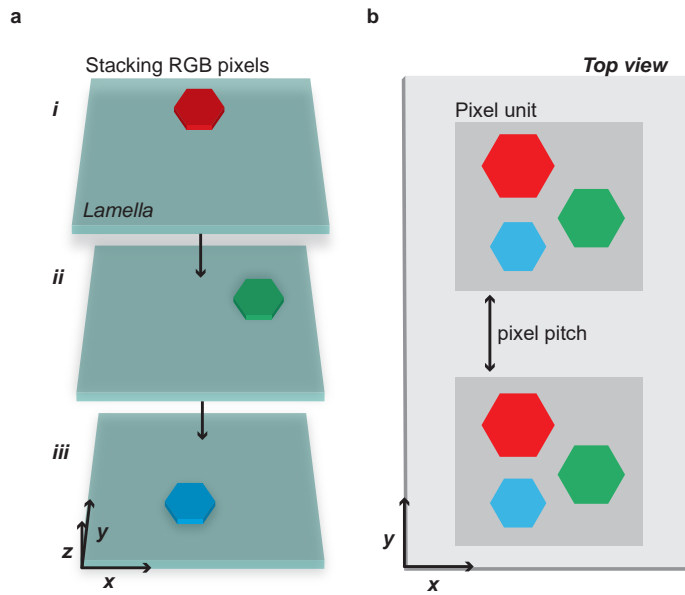 a
Stacking RGB pixels
i
Lamella
ii
iii
z
y
x
b
Top view
Pixel unit
pixel pitch
y
x